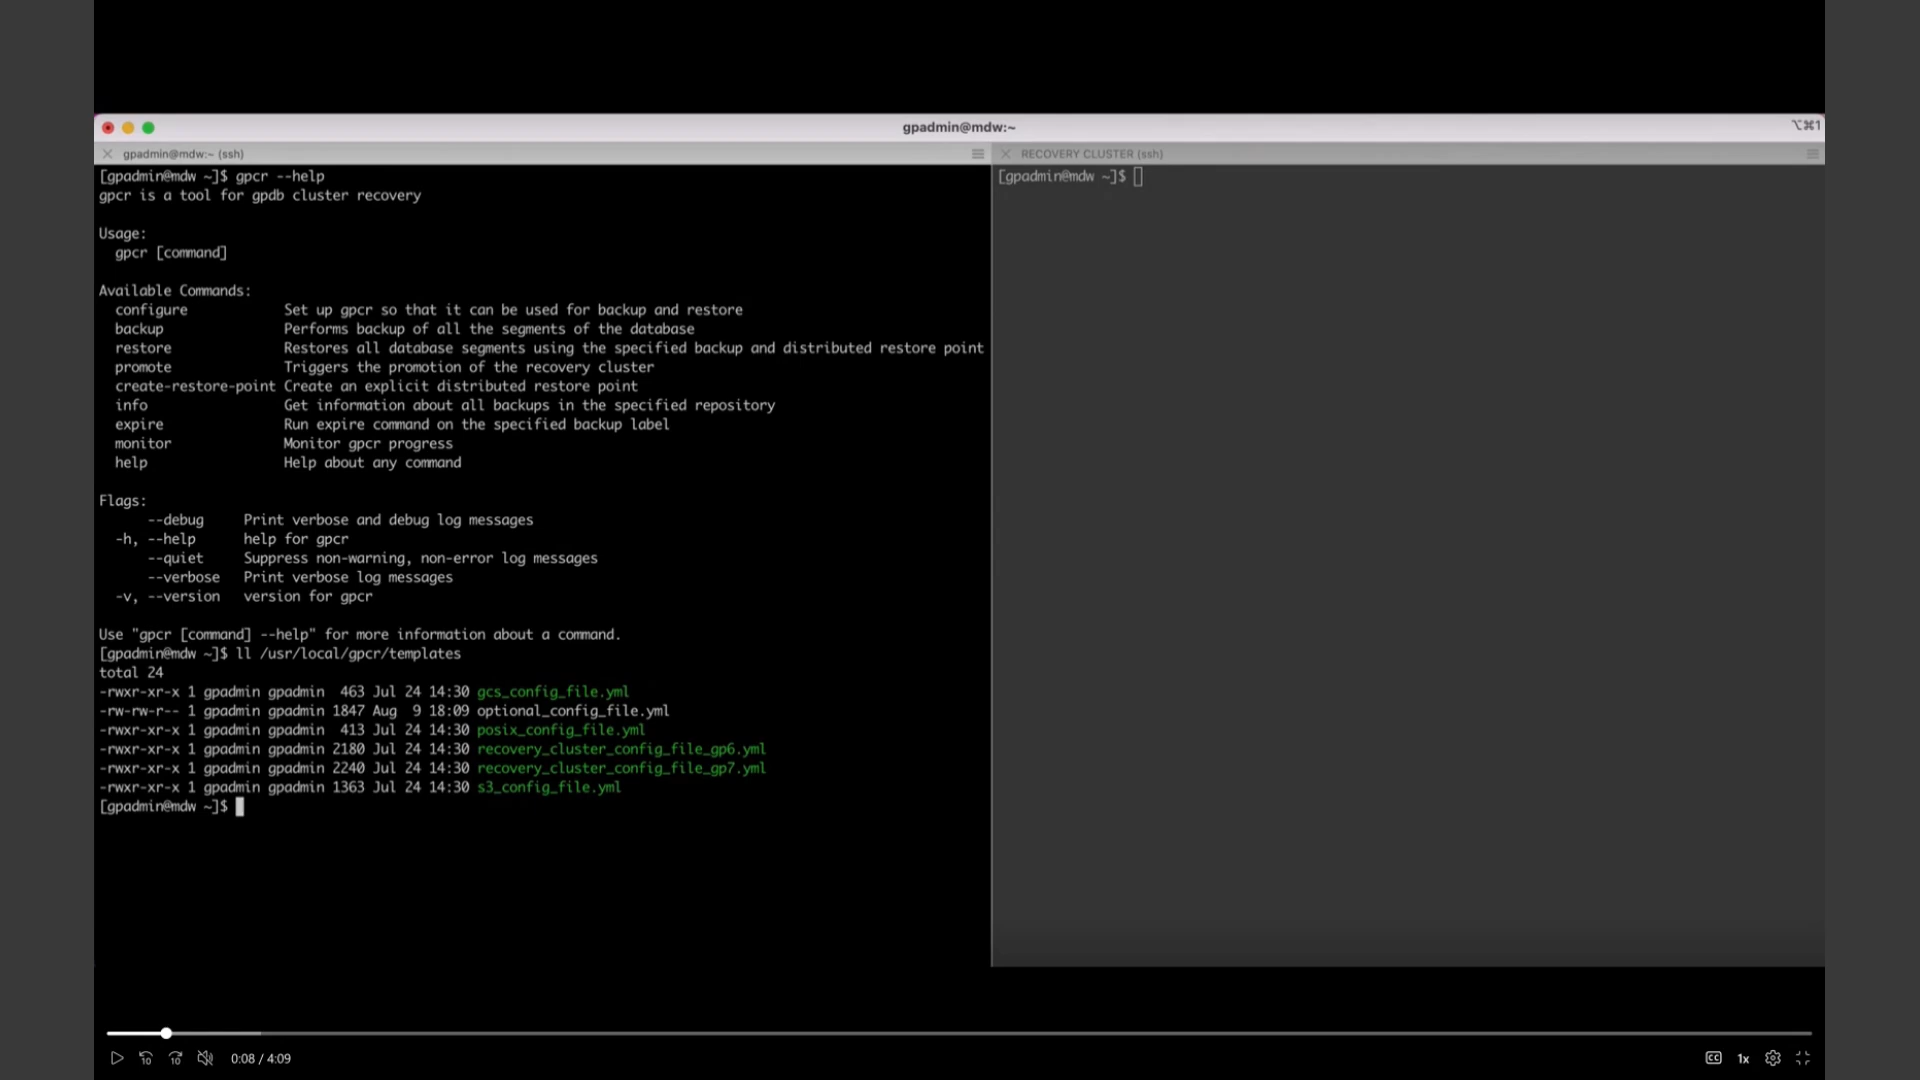 gpadmin@mdw:~
⌥⌘1
gpadmin@mdw:~ (ssh)
[gpadmin@mdw ~]$ gpcr --help
gpcr is a tool for gpdb cluster recovery
Usage:
gpcr [command]
Available Commands:
configure Set up gpcr so that it can be used for backup and restore
backup Performs backup of all the segments of the database
restore Restores all database segments using the specified backup and distributed restore point
promote Triggers the promotion of the recovery cluster
create-restore-point Create an explicit distributed restore point
info Get information about all backups in the specified repository
expire Run expire command on the specified backup label
monitor Monitor gpcr progress
help Help about any command
Flags:
--debug Print verbose and debug log messages
-h, --help help for gpcr
--quiet Suppress non-warning, non-error log messages
--verbose Print verbose log messages
-v, --version version for gpcr
Use "gpcr [command] --help" for more information about a command.
[gpadmin@mdw ~]$ ll /usr/local/gpcr/templates
total 24
-rwxr-xr-x 1 gpadmin gpadmin 463 Jul 24 14:30 gcs_config_file.yml
-rw-rw-r-- 1 gpadmin gpadmin 1847 Aug 9 18:09 optional_config_file.yml
-rwxr-xr-x 1 gpadmin gpadmin 413 Jul 24 14:30 posix_config_file.yml
-rwxr-xr-x 1 gpadmin gpadmin 2180 Jul 24 14:30 recovery_cluster_config_file_gp6.yml
-rwxr-xr-x 1 gpadmin gpadmin 2240 Jul 24 14:30 recovery_cluster_config_file_gp7.yml
-rwxr-xr-x 1 gpadmin gpadmin 1363 Jul 24 14:30 s3_config_file.yml
[gpadmin@mdw ~]$
RECOVERY CLUSTER (ssh)
[gpadmin@mdw ~]$
10
10
0:08 / 4:09
CC
1x